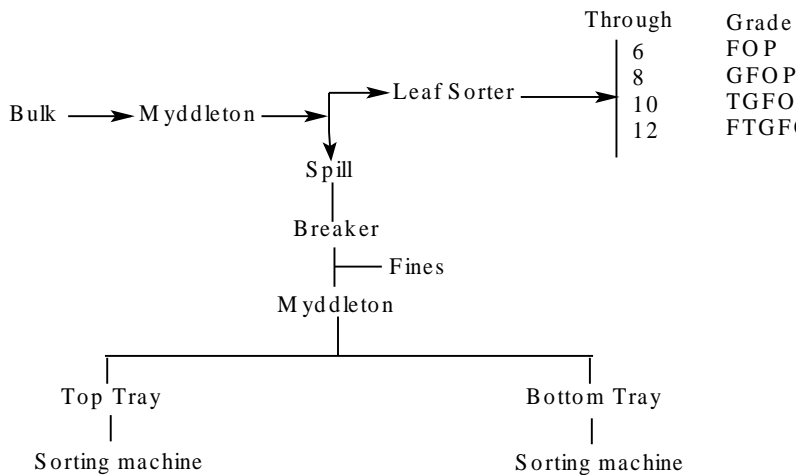 Through Grade
6 FOP
8 GFOP
10
12
Bulk Myddleton Leaf Sorter
Spill
Breaker
Fines
Myddleton
Top Tray Bottom Tray
Sorting machine Sorting machine